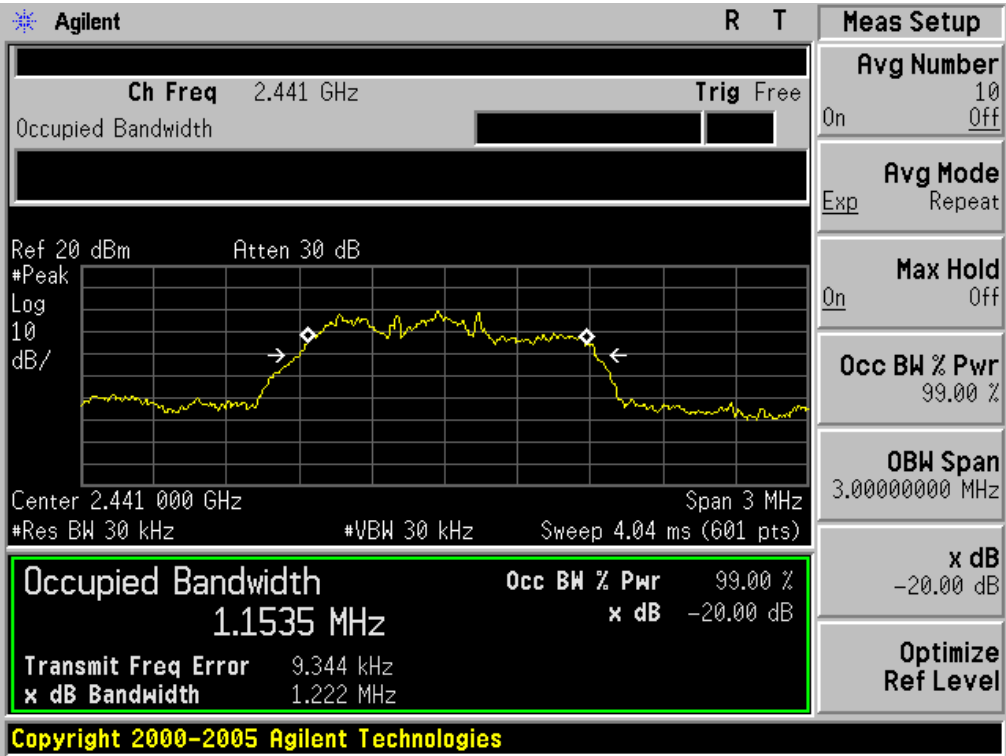 Agilent R T
Ch Freq 2.441 GHz Trig Free
Occupied Bandwidth
Ref 20 dBm Atten 30 dB
#Peak
Log
10
dB/
Center 2.441 000 GHz Span 3 MHz
#Res BW 30 kHz #VBW 30 kHz Sweep 4.04 ms (601 pts)
Occupied Bandwidth
1.1535 MHz
Occ BW % Pwr 99.00 %
x dB -20.00 dB
Transmit Freq Error 9.344 kHz
x dB Bandwidth 1.222 MHz
Copyright 2000-2005 Agilent Technologies
Meas Setup
Avg Number
10
On Off
Avg Mode
Exp Repeat
Max Hold
On Off
Occ BW % Pwr
99.00 %
OBW Span
3.00000000 MHz
x dB
-20.00 dB
Optimize
Ref Level